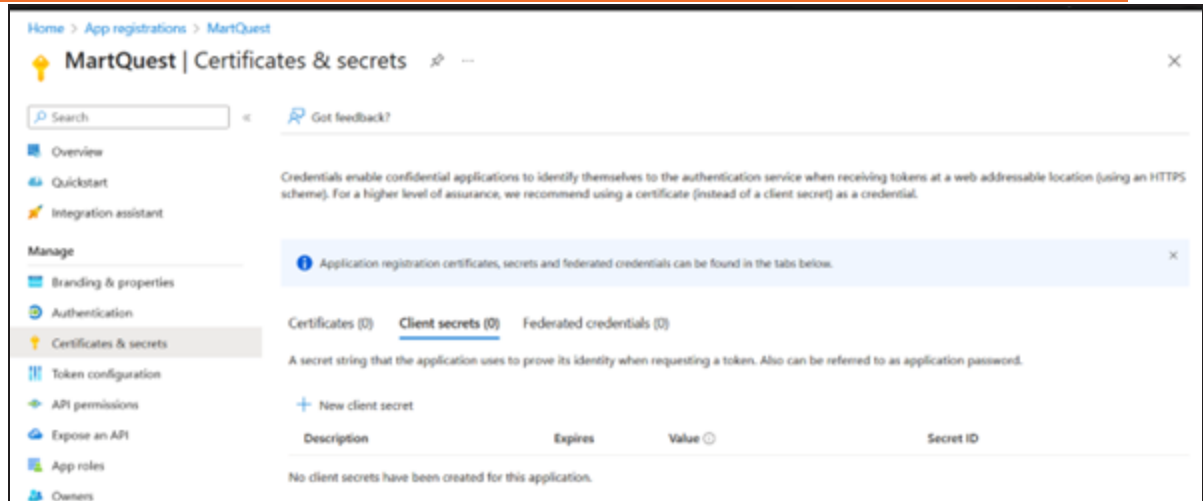 Home > App registrations > MartQuest
MartQuest | Certificates & secrets
Search
Got feedback?
Overview
Quickstart
Integration assistant
Credentials enable confidential applications to identify themselves to the authentication service when receiving tokens at a web addressable location (using an HTTPS
scheme). For a higher level of assurance, we recommend using a certificate (instead of a client secret) as a credential.
Manage
Branding & properties
Authentication
Certificates & secrets
Token configuration
API permissions
Expose an API
App roles
Owners
Application registration certificates, secrets and federated credentials can be found in the tabs below.
Certificates (0) Client secrets (0) Federated credentials (0)
A secret string that the application uses to prove its identity when requesting a token. Also can be referred to as application password.
New client secret
Description Expires Value Secret ID
No client secrets have been created for this application.